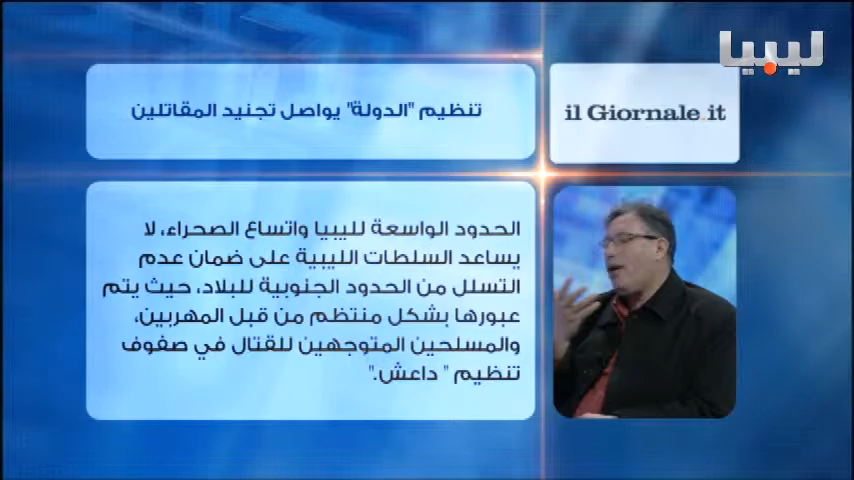 ليبيا
تنظيم "الدولة" يواصل تجنيد المقاتلين
il Giornale.it
الحدود الواسعة لليبيا واتساع الصحراء، لا
يساعد السلطات الليبية على ضمان عدم
التسلل من الحدود الجنوبية للبلاد، حيث يتم
عبورها بشكل منتظم من قبل المهربين،
والمسلحين المتوجهين للقتال في صفوف
تنظيم " داعش."